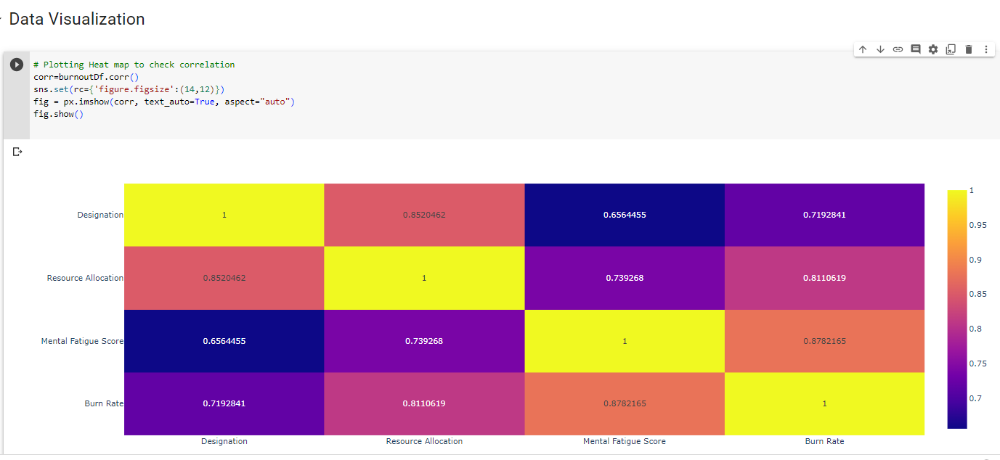 Data Visualization
# Plotting Heat map to check correlation
corr=burnoutDf.corr()
sns.set(rc={'figure.figsize':(14,12)})
fig = px.imshow(corr, text_auto=True, aspect="auto")
fig.show()
Designation 1 0.8520462 0.6564455 0.7192841
Resource Allocation 0.8520462 1 0.739268 0.8110619
Mental Fatigue Score 0.6564455 0.739268 1 0.8782165
Burn Rate 0.7192841 0.8110619 0.8782165 1
Designation Resource Allocation Mental Fatigue Score Burn Rate
1
0.95
0.9
0.85
0.8
0.75
0.7